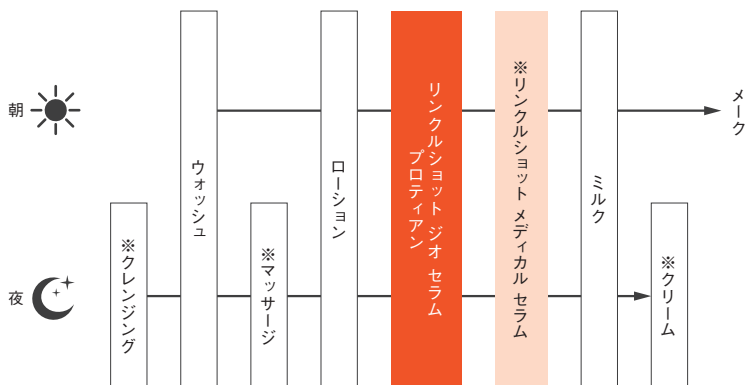 朝
夜
※クレンジング
ウォッシュ
※マッサージ
ローション
リンクルショット ジオ セラム
プロティアン
※リンクルショット メディカル セラム
ミルク
※クリーム
メーク